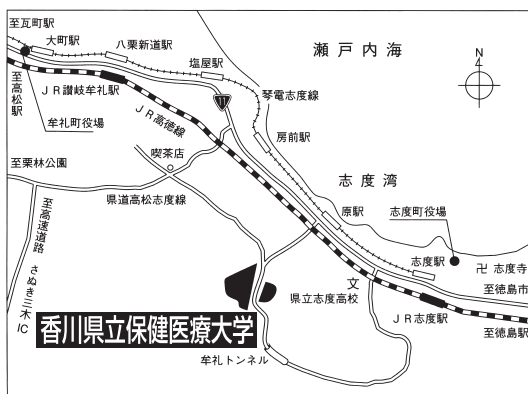 至瓦町駅
大町駅
八栗新道駅
塩屋駅
瀬戸内海
N
至高松駅
JR讃岐牟礼駅
牟礼町役場
JR高徳線
11
琴電志度線
房前駅
喫茶店
至栗林公園
県道高松志度線
志度湾
原駅
志度町役場
至高速道路 さぬき三木IC
志度駅
卍 志度寺
文
県立志度高校
至徳島市
JR志度駅
至徳島駅
香川県立保健医療大学
牟礼トンネル